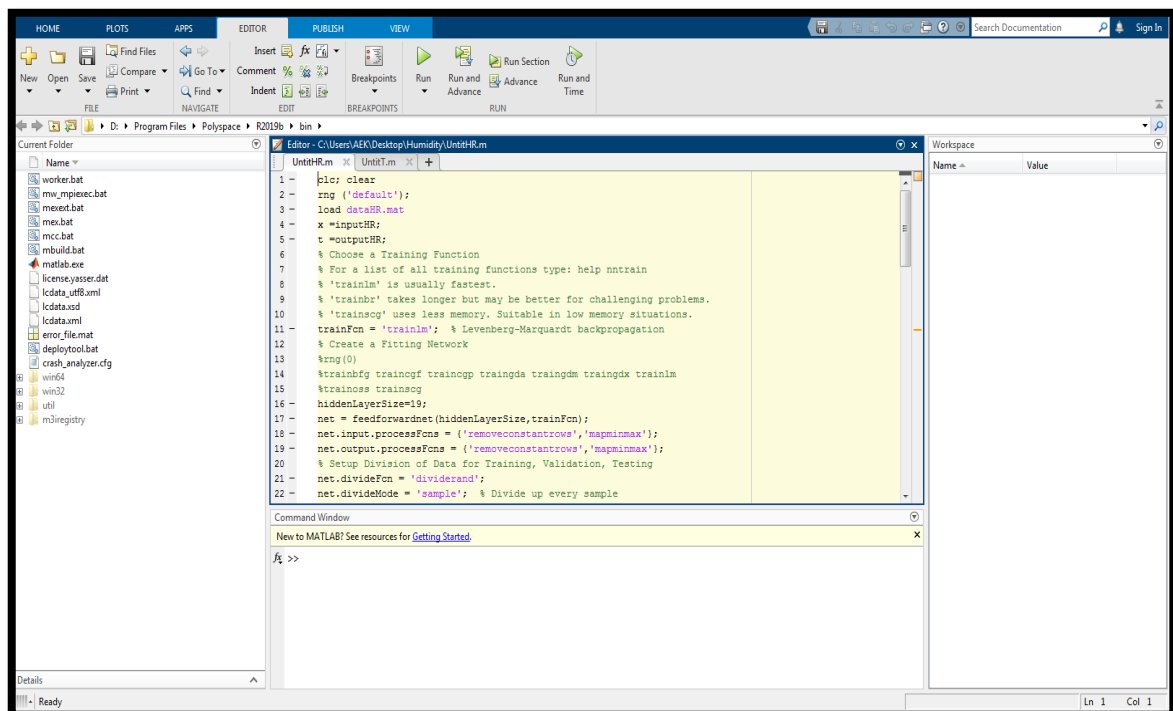 HOME PLOTS APPS EDITOR PUBLISH VIEW Search Documentation Sign In
New Open Save Find Files Compare Print
FILE
Go To Find
NAVIGATE
Insert fx
Comment
Indent
EDIT
Breakpoints
BREAKPOINTS
Run Run and Advance Run Section Advance Run and Time
RUN
D: Program Files Polyspace R2019b bin
Current Folder
Name
worker.bat
mw_mpiexec.bat
mexext.bat
mex.bat
mcc.bat
mbuild.bat
matlab.exe
license.yasser.dat
lcdata_utf8.xml
lcdata.xsd
lcdata.xml
error_file.mat
deploytool.bat
crash_analyzer.cfg
win64
win32
util
m3iregistry
Details
Editor - C:\Users\AEK\Desktop\Humidity\UntitHR.m
UntitHR.m UntitT.m +
1 - clc; clear
2 - rng ('default');
3 - load dataHR.mat
4 - x =inputHR;
5 - t =outputHR;
6 % Choose a Training Function
7 % For a list of all training functions type: help nntrain
8 % 'trainlm' is usually fastest.
9 % 'trainbr' takes longer but may be better for challenging problems.
10 % 'trainscg' uses less memory. Suitable in low memory situations.
11 - trainFcn = 'trainlm'; % Levenberg-Marquardt backpropagation
12 % Create a Fitting Network
13 %rng(0)
14 %trainbfg traincgf traincgp traingda traingdm traingdx trainlm
15 %trainoss trainscg
16 - hiddenLayerSize=19;
17 - net = feedforwardnet(hiddenLayerSize,trainFcn);
18 - net.input.processFcns = {'removeconstantrows','mapminmax'};
19 - net.output.processFcns = {'removeconstantrows','mapminmax'};
20 % Setup Division of Data for Training, Validation, Testing
21 - net.divideFcn = 'dividerand';
22 - net.divideMode = 'sample'; % Divide up every sample
Command Window
New to MATLAB? See resources for Getting Started.
fx >>
Workspace
Name Value
Ready
Ln 1 Col 1